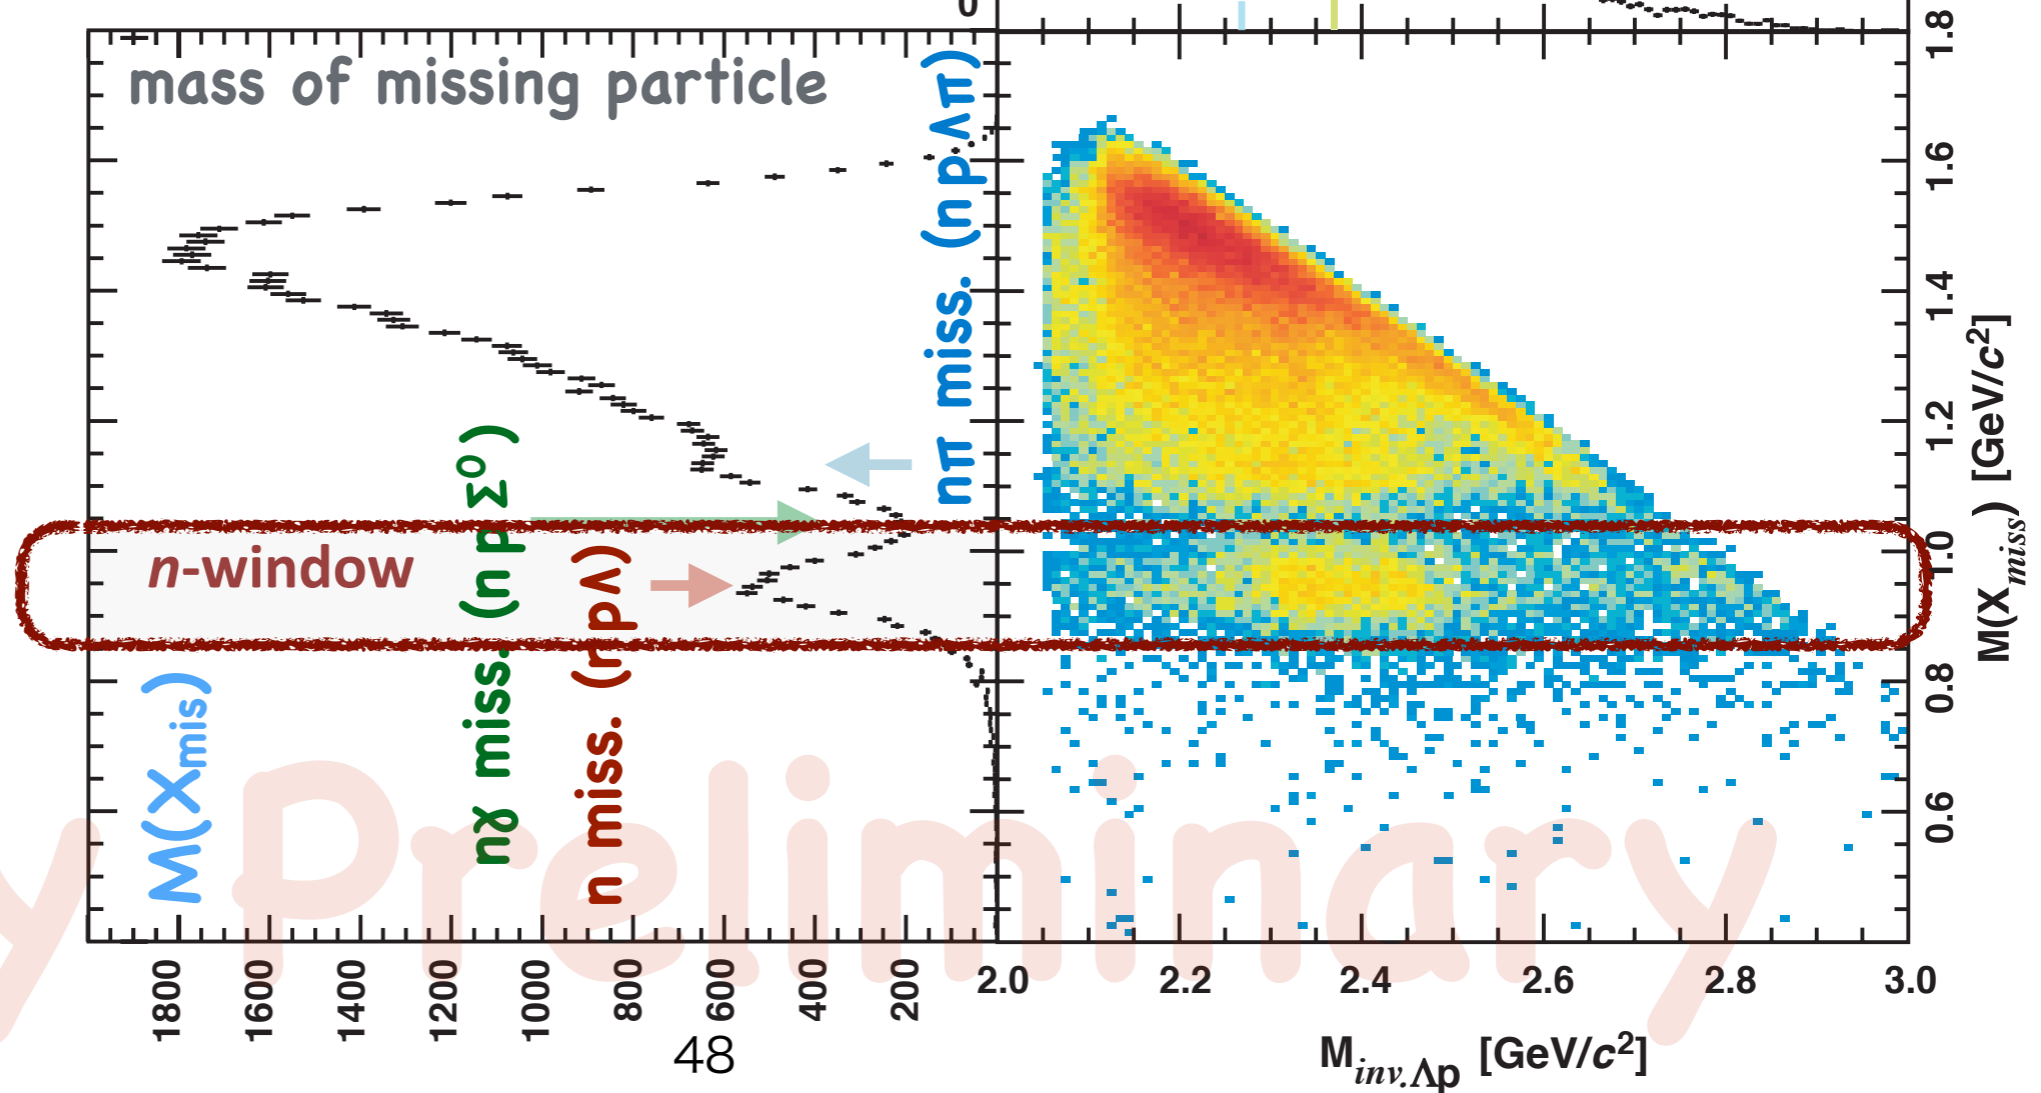 0
mass of missing particle
nπ miss. (n p Λ π)
nγ miss. (n p Σ⁰)
n miss. (npΛ)
n-window
M(Xmis)
Preliminary
1800
1600
1400
1200
1000
800
600
400
200
2.0
2.2
2.4
2.6
2.8
3.0
1.8
1.6
1.4
1.2
1.0
0.8
0.6
M(Xmiss) [GeV/c²]
Minv.Λp [GeV/c²]
48